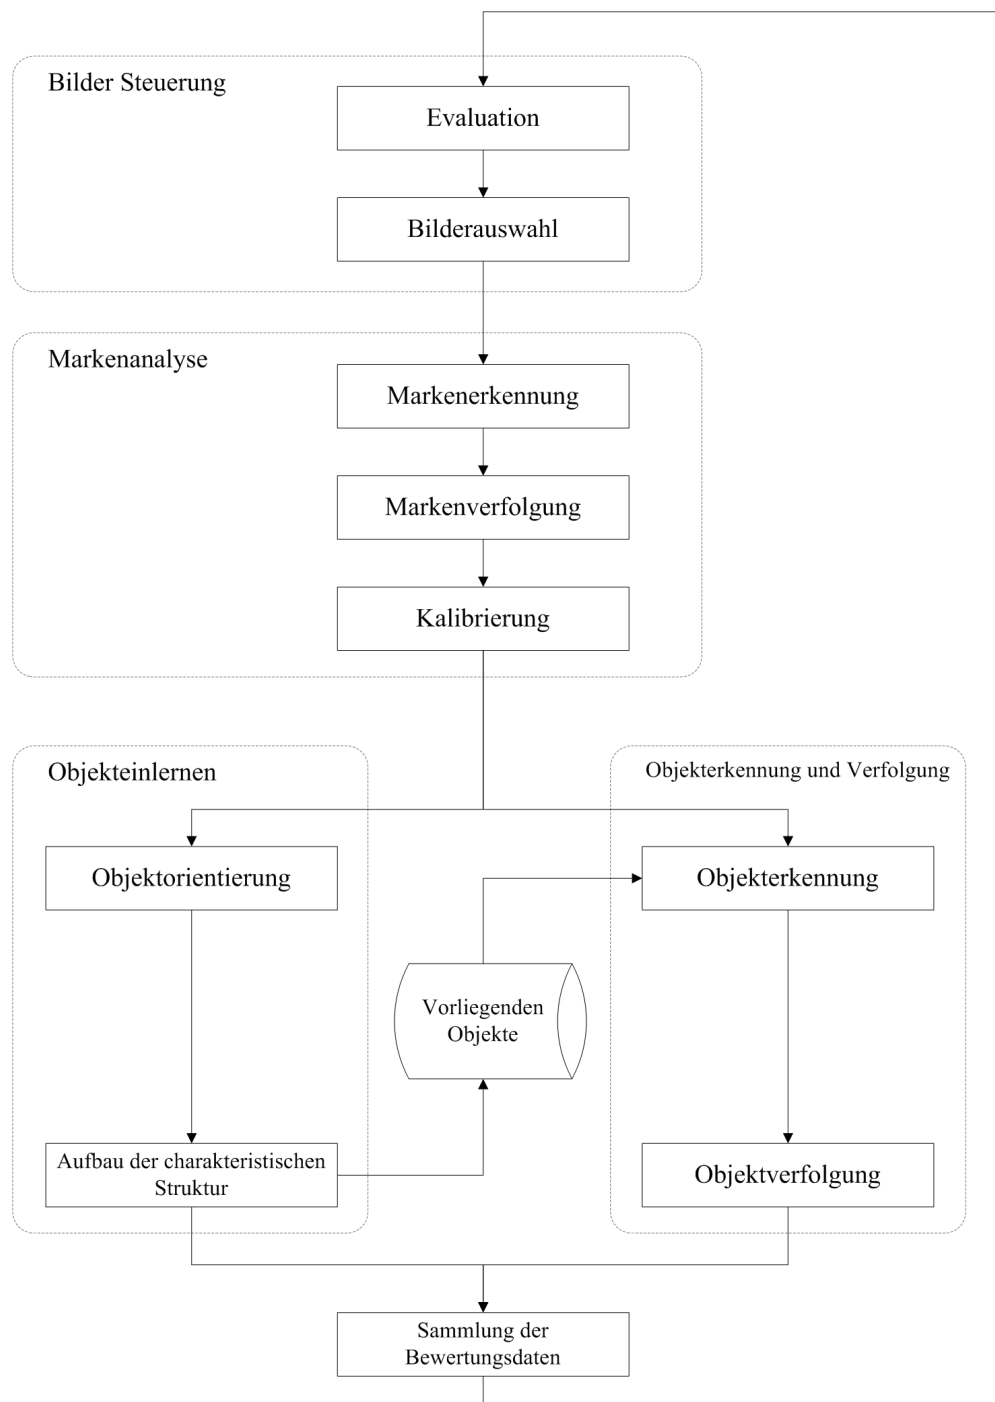 Bilder Steuerung
Evaluation
Bilderauswahl
Markenanalyse
Markenerkennung
Markenverfolgung
Kalibrierung
Objekteinlernen
Objektorientierung
Aufbau der charakteristischen
Struktur
Vorliegenden
Objekte
Objekterkennung und Verfolgung
Objekterkennung
Objektverfolgung
Sammlung der
Bewertungsdaten